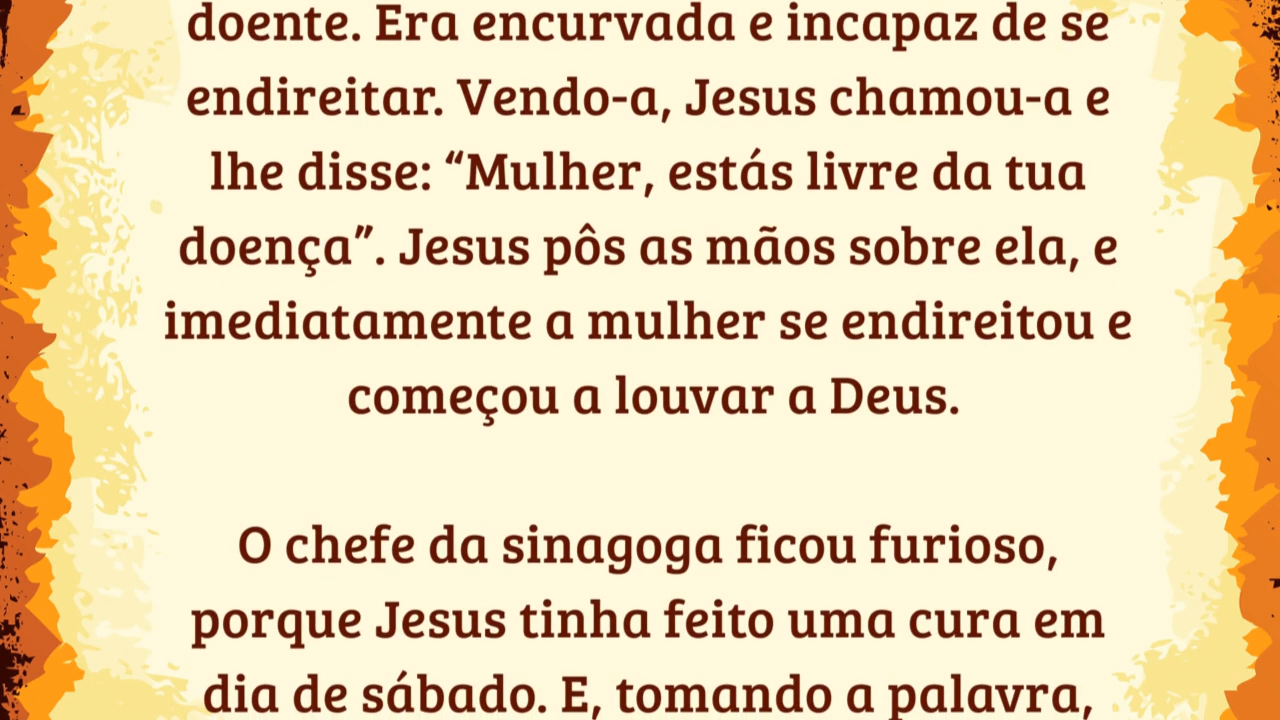 doente. Era encurvada e incapaz de se
endireitar. Vendo-a, Jesus chamou-a e
lhe disse: “Mulher, estás livre da tua
doença”. Jesus pôs as mãos sobre ela, e
imediatamente a mulher se endireitou e
começou a louvar a Deus.
O chefe da sinagoga ficou furioso,
porque Jesus tinha feito uma cura em
dia de sábado. E, tomando a palavra,